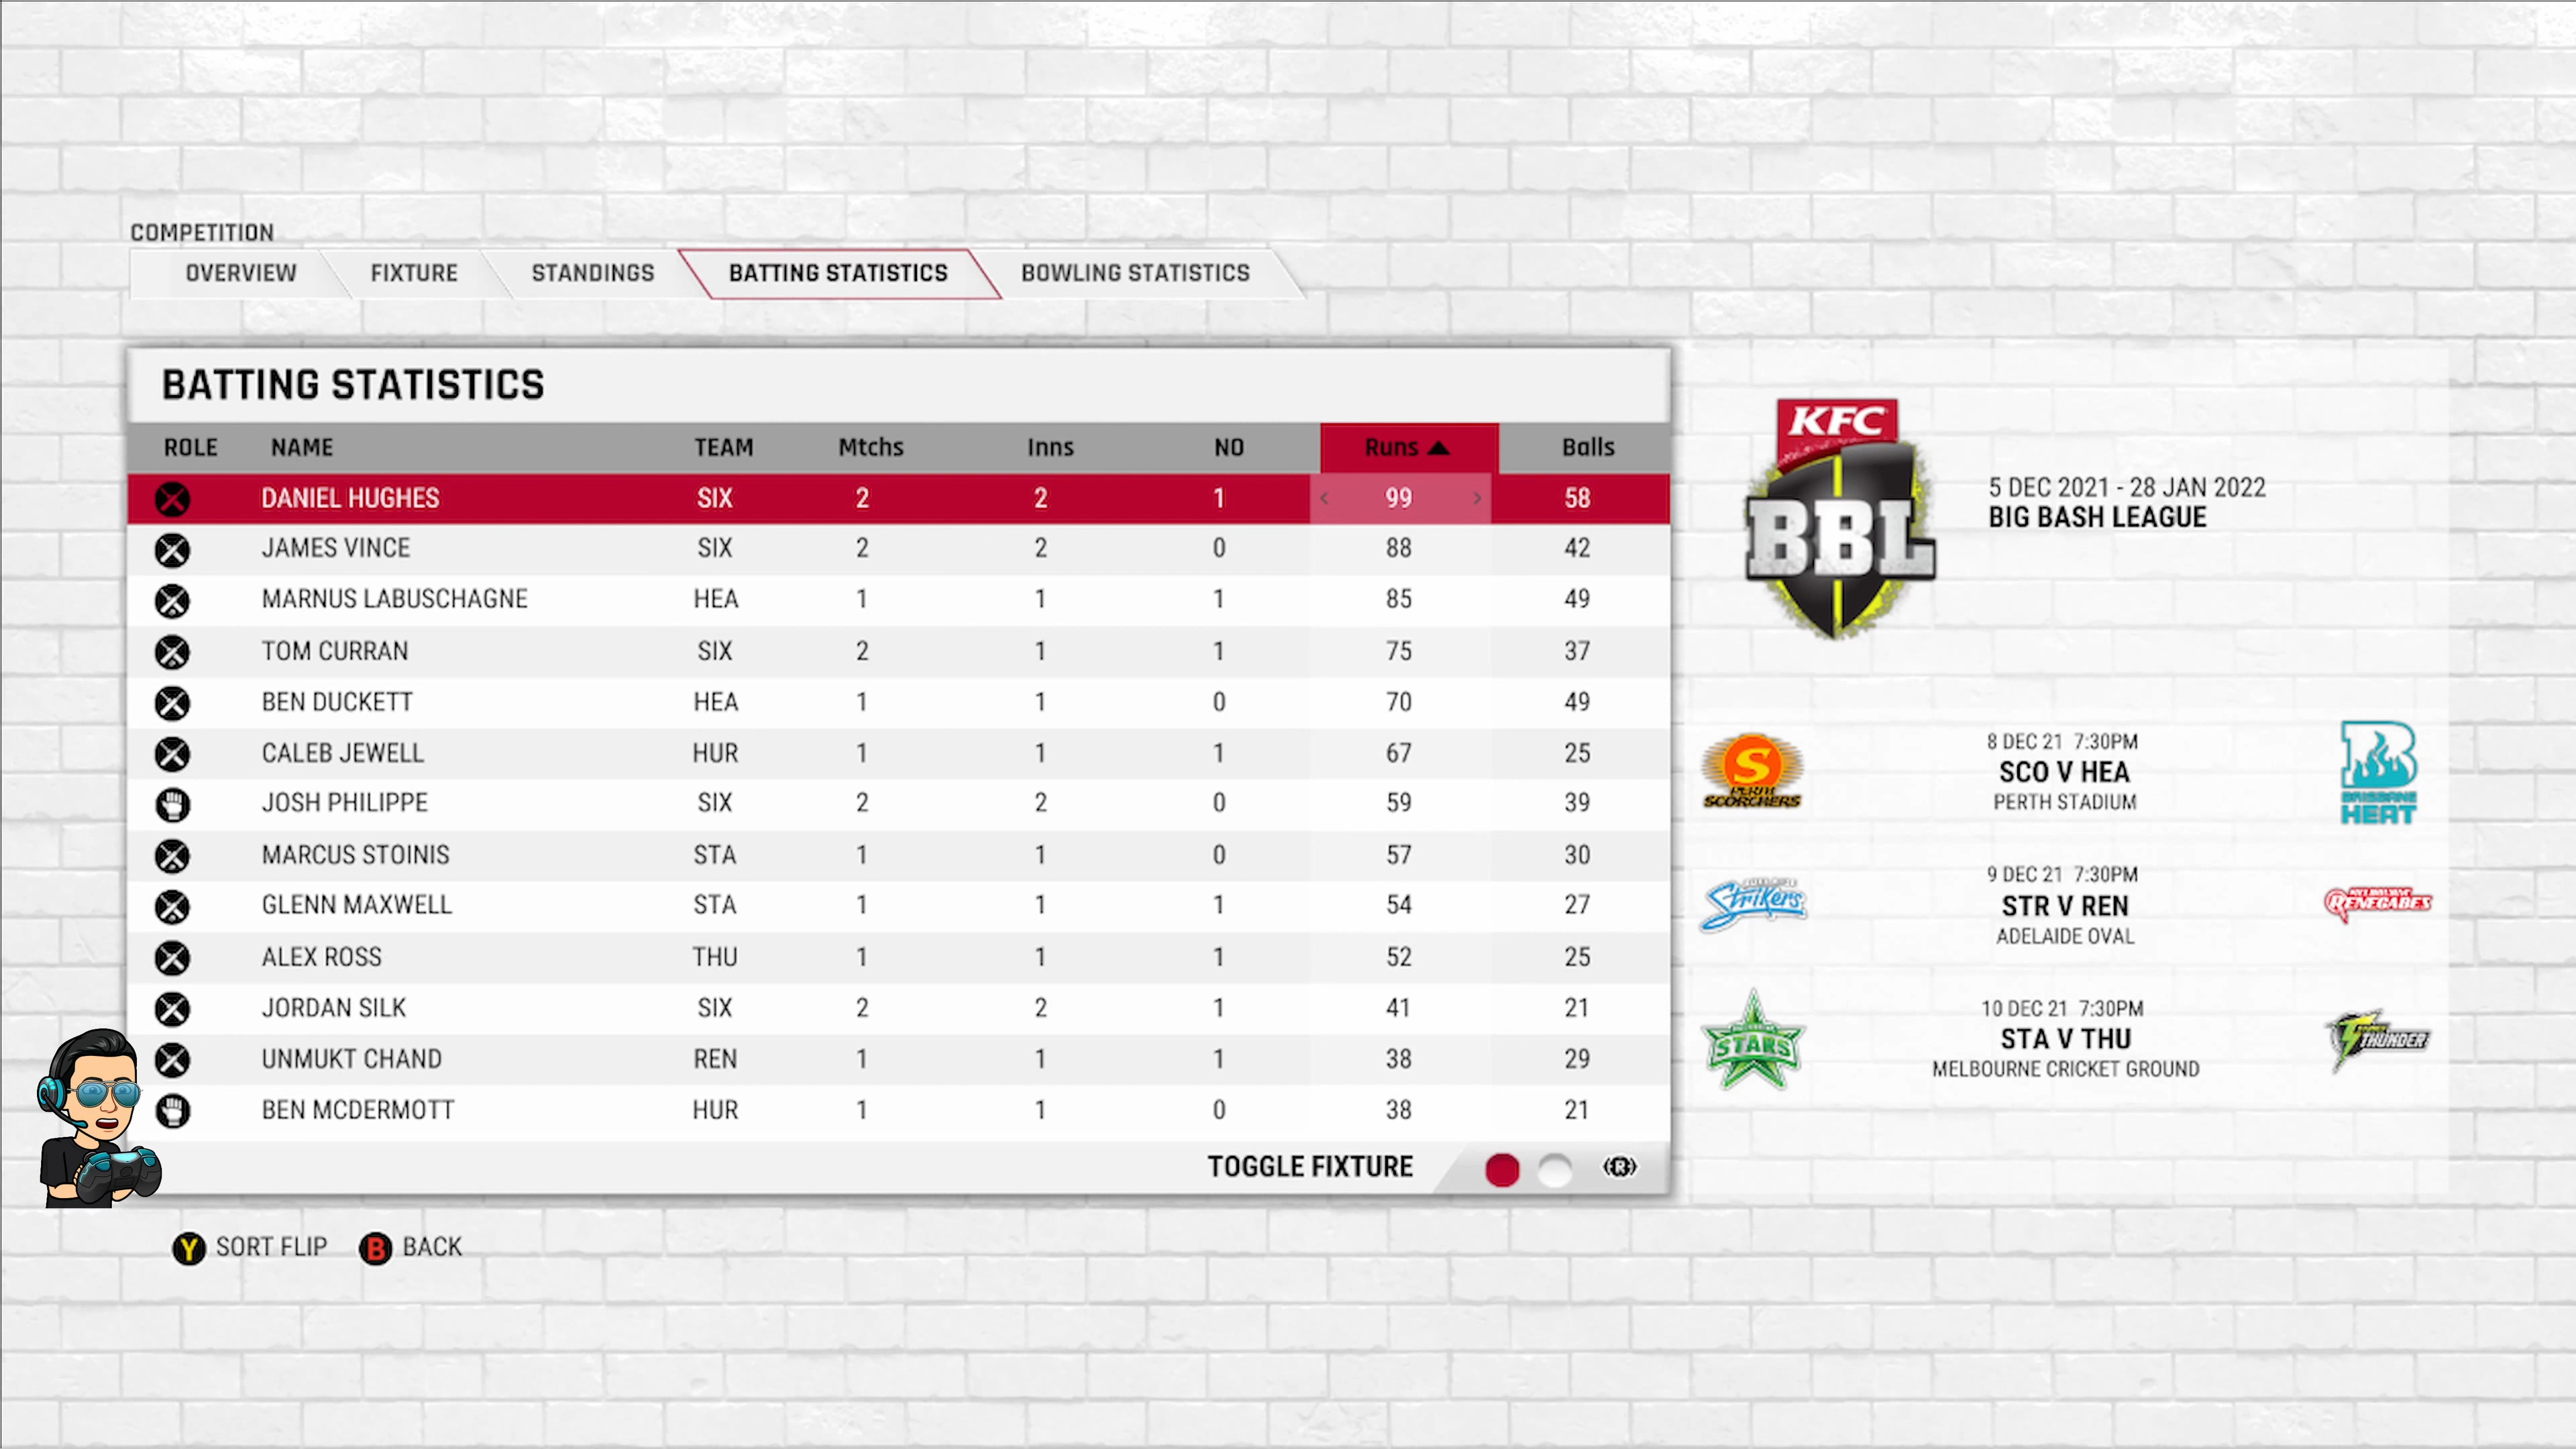 COMPETITION
OVERVIEW FIXTURE STANDINGS BATTING STATISTICS BOWLING STATISTICS
BATTING STATISTICS
ROLE NAME TEAM Mtchs Inns NO Runs Balls
DANIEL HUGHES SIX 2 2 1 99 58
JAMES VINCE SIX 2 2 0 88 42
MARNUS LABUSCHAGNE HEA 1 1 1 85 49
TOM CURRAN SIX 2 1 1 75 37
BEN DUCKETT HEA 1 1 0 70 49
CALEB JEWELL HUR 1 1 1 67 25
JOSH PHILIPPE SIX 2 2 0 59 39
MARCUS STOINIS STA 1 1 0 57 30
GLENN MAXWELL STA 1 1 1 54 27
ALEX ROSS THU 1 1 1 52 25
JORDAN SILK SIX 2 2 1 41 21
UNMUKT CHAND REN 1 1 1 38 29
BEN MCDERMOTT HUR 1 1 0 38 21
TOGGLE FIXTURE R
Y SORT FLIP B BACK
KFC
BBL
5 DEC 2021 - 28 JAN 2022
BIG BASH LEAGUE
S
PERTH
SCORCHERS
8 DEC 21 7:30PM
SCO V HEA
PERTH STADIUM
B
BRISBANE
HEAT
Strikers
9 DEC 21 7:30PM
STR V REN
ADELAIDE OVAL
MELBOURNE
RENEGADES
STARS
10 DEC 21 7:30PM
STA V THU
MELBOURNE CRICKET GROUND
THUNDER